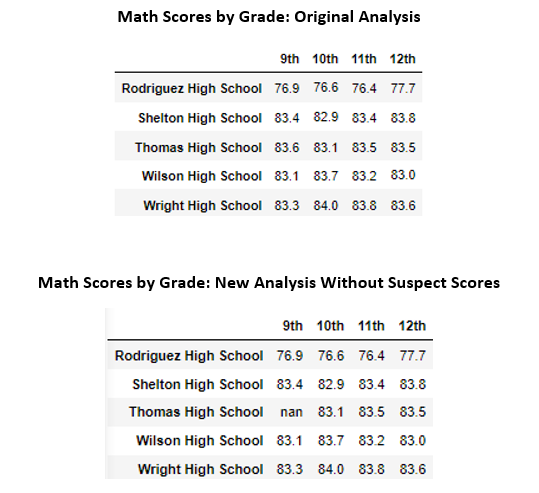 Math Scores by Grade: Original Analysis
9th 10th 11th 12th
Rodriguez High School 76.9 76.6 76.4 77.7
Shelton High School 83.4 82.9 83.4 83.8
Thomas High School 83.6 83.1 83.5 83.5
Wilson High School 83.1 83.7 83.2 83.0
Wright High School 83.3 84.0 83.8 83.6
Math Scores by Grade: New Analysis Without Suspect Scores
9th 10th 11th 12th
Rodriguez High School 76.9 76.6 76.4 77.7
Shelton High School 83.4 82.9 83.4 83.8
Thomas High School nan 83.1 83.5 83.5
Wilson High School 83.1 83.7 83.2 83.0
Wright High School 83.3 84.0 83.8 83.6